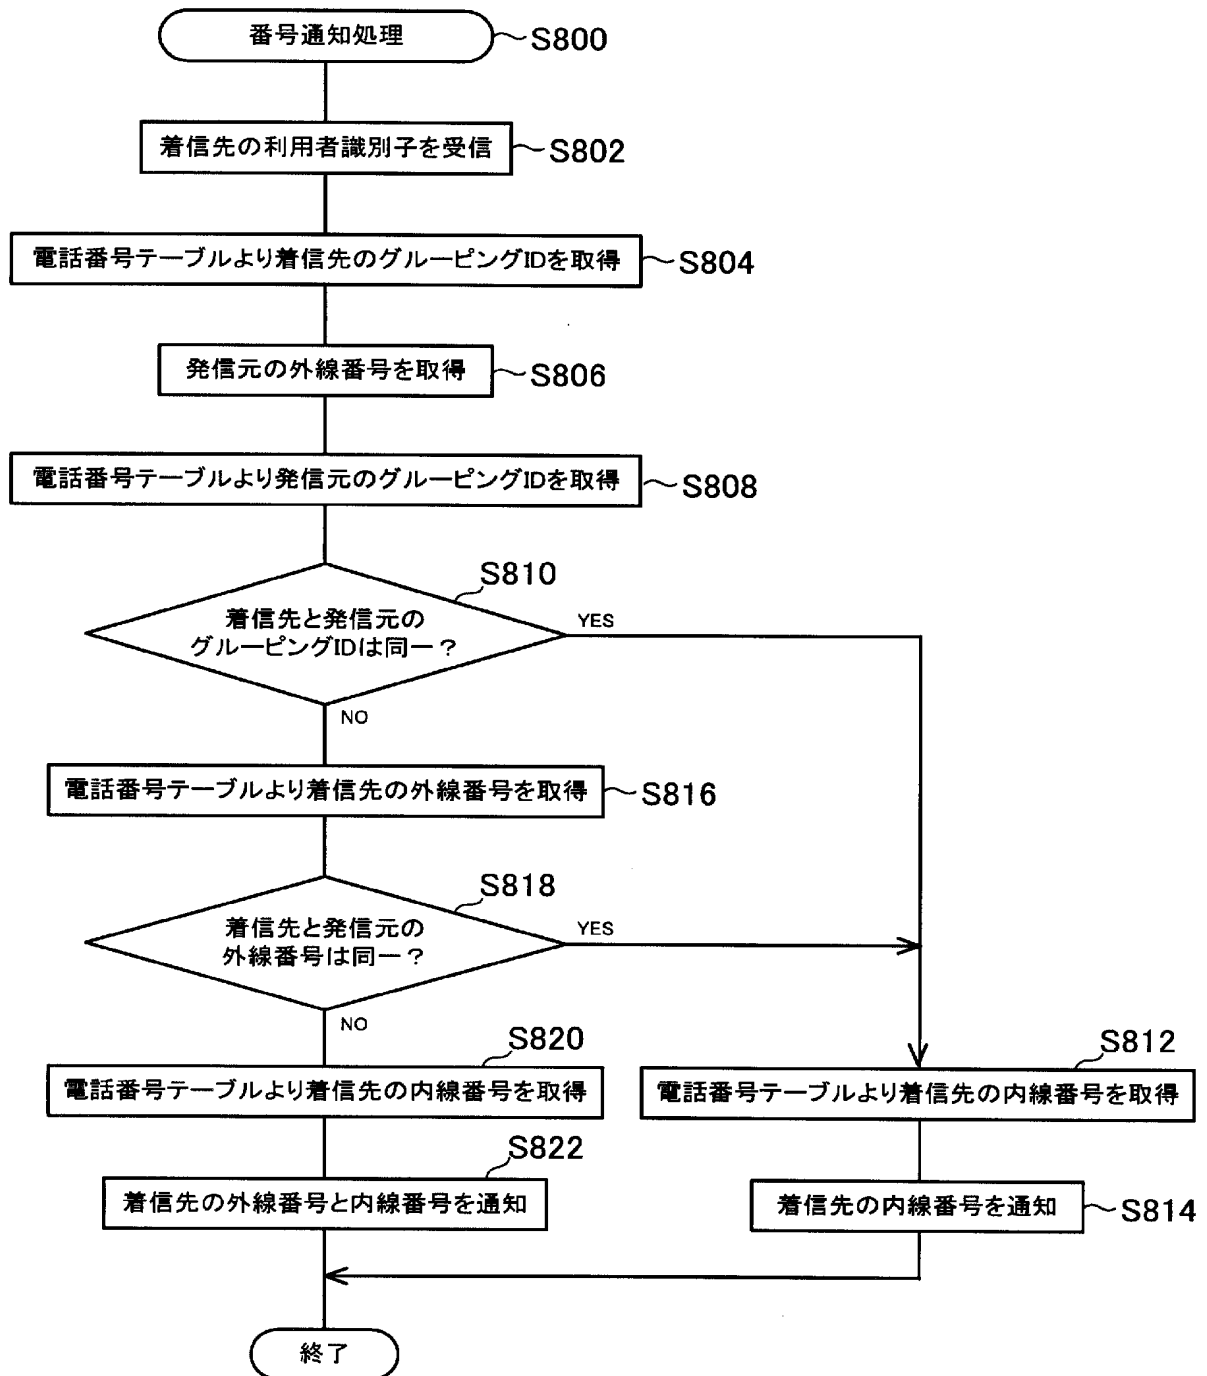 番号通知処理
S800
着信先の利用者識別子を受信
S802
電話番号テーブルより着信先のグルーピングIDを取得
S804
発信元の外線番号を取得
S806
電話番号テーブルより発信元のグルーピングIDを取得
S808
S810
着信先と発信元の
グルーピングIDは同一？
YES
NO
電話番号テーブルより着信先の外線番号を取得
S816
S818
着信先と発信元の
外線番号は同一？
YES
NO
S820
電話番号テーブルより着信先の内線番号を取得
S812
電話番号テーブルより着信先の内線番号を取得
S822
着信先の外線番号と内線番号を通知
着信先の内線番号を通知
S814
終了